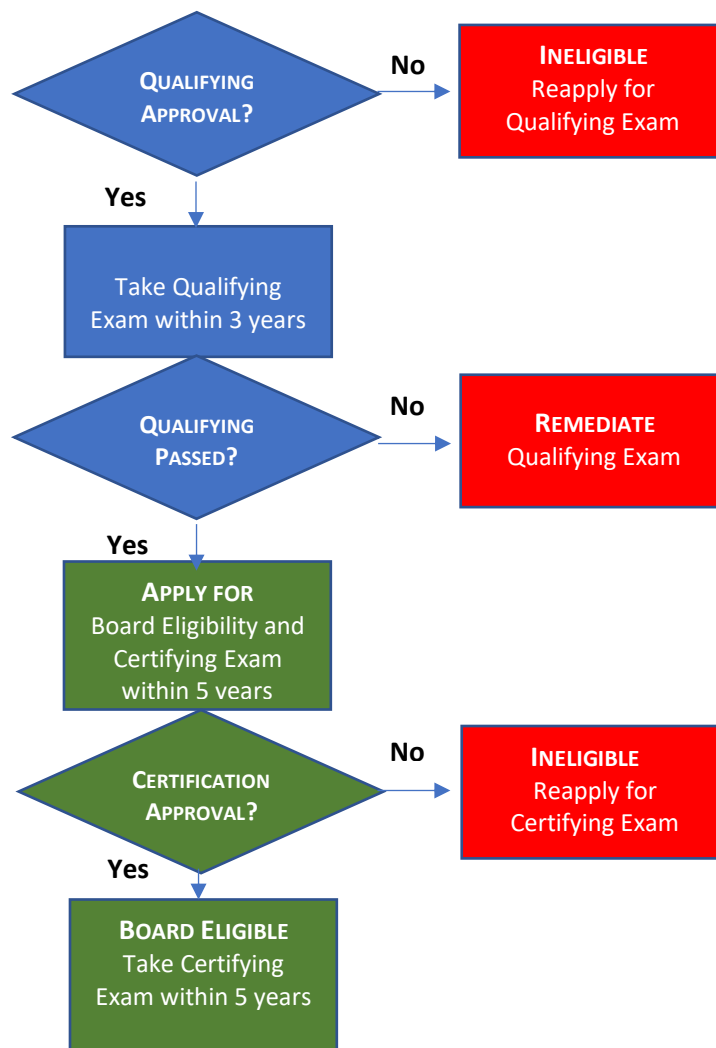 QUALIFYING
APPROVAL?
No
INELIGIBLE
Reapply for
Qualifying Exam
Yes
Take Qualifying
Exam within 3 years
QUALIFYING
PASSED?
No
REMEDIATE
Qualifying Exam
Yes
APPLY FOR
Board Eligibility and
Certifying Exam
within 5 years
CERTIFICATION
APPROVAL?
No
INELIGIBLE
Reapply for
Certifying Exam
Yes
BOARD ELIGIBLE
Take Certifying
Exam within 5 years